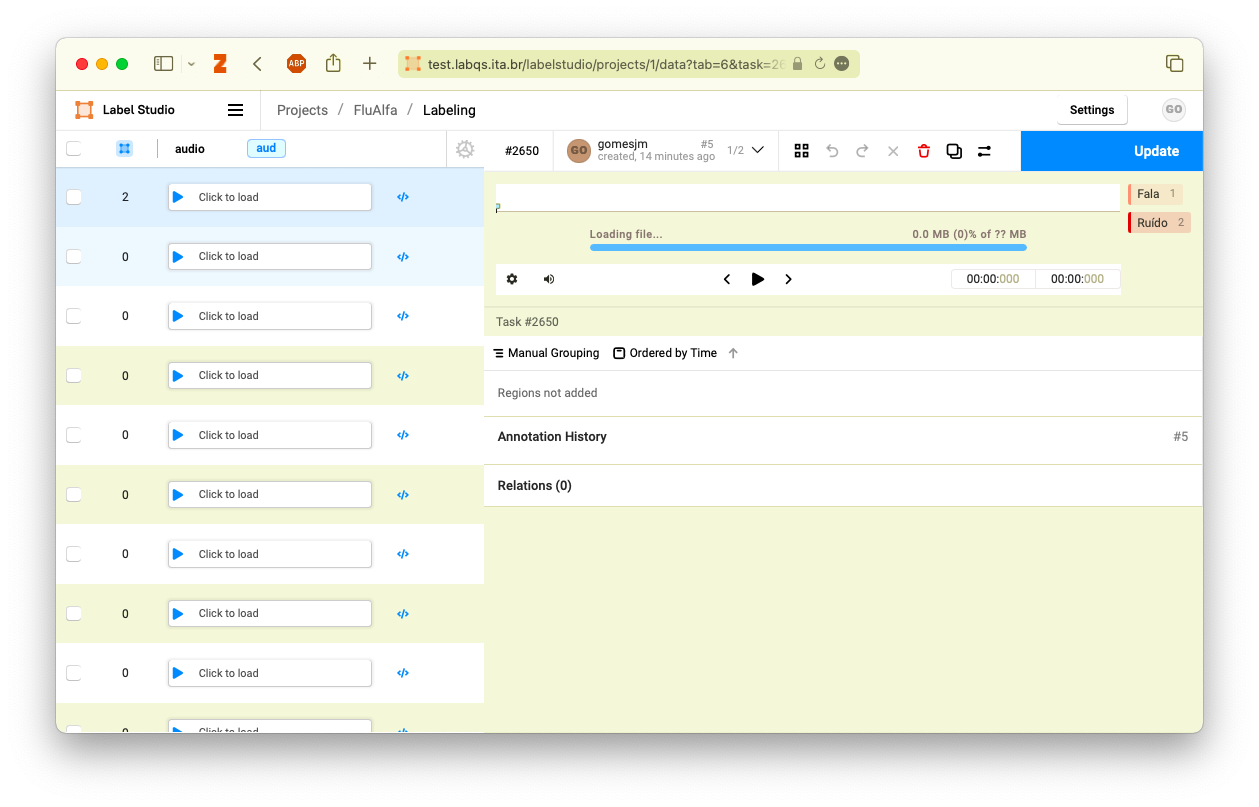 Z
ABP
test.labqs.ita.br/labelstudio/projects/1/data?tab=6&task=26
Label Studio
Projects / FluAlfa / Labeling
Settings
GO
audio
aud
#2650
GO
gomesjm #5
created, 14 minutes ago
1/2
Update
2 Click to load
0 Click to load
0 Click to load
0 Click to load
0 Click to load
0 Click to load
0 Click to load
0 Click to load
0 Click to load
0 Click to load
Fala 1
Ruído 2
Loading file... 0.0 MB (0)% of ?? MB
00:00:000 00:00:000
Task #2650
Manual Grouping Ordered by Time
Regions not added
Annotation History #5
Relations (0)